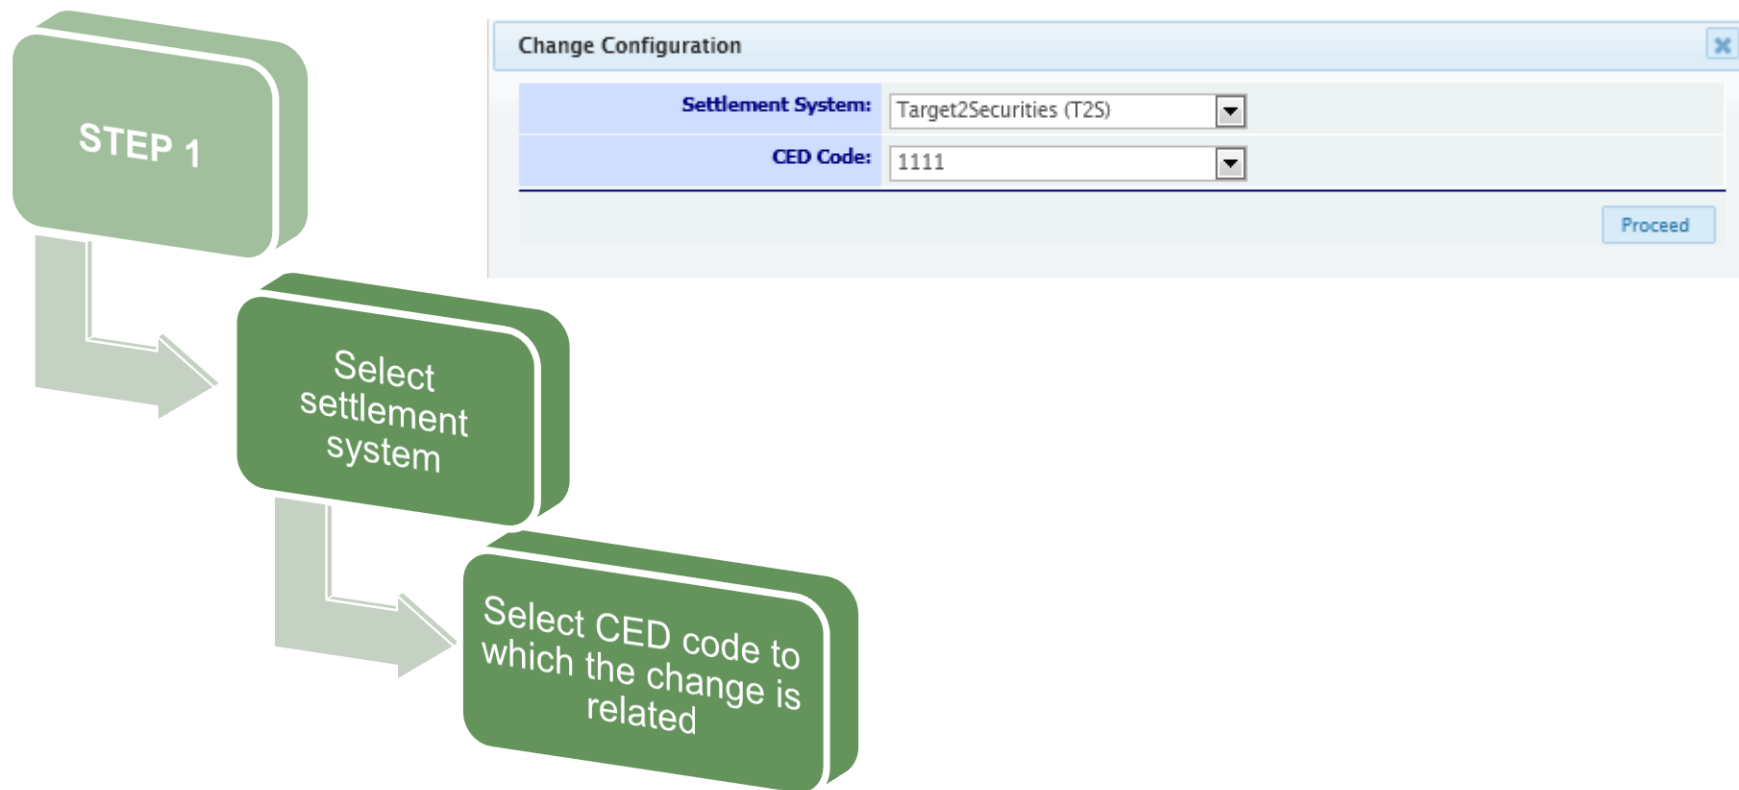 STEP 1
Change Configuration
Settlement System: Target2Securities (T2S)
CED Code: 1111
Proceed
Select
settlement
system
Select CED code to
which the change is
related